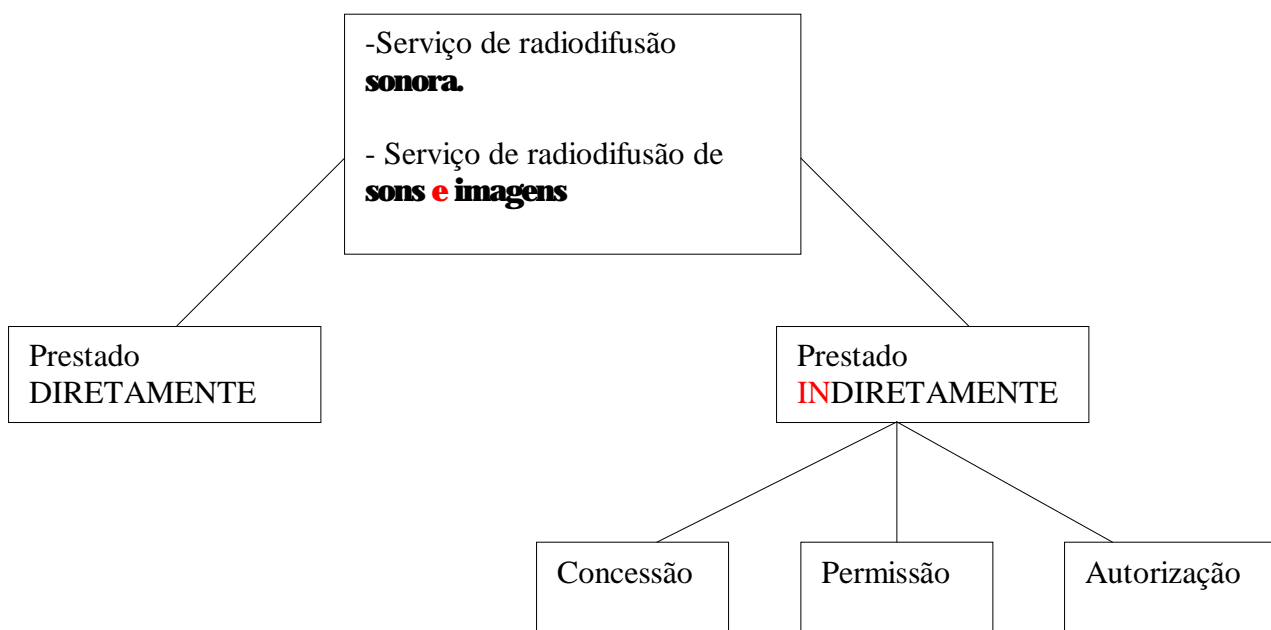 -Serviço de radiodifusão
sonora.
- Serviço de radiodifusão de
sons e imagens
Prestado
DIRETAMENTE
Prestado
INDIRETAMENTE
Concessão
Permissão
Autorização